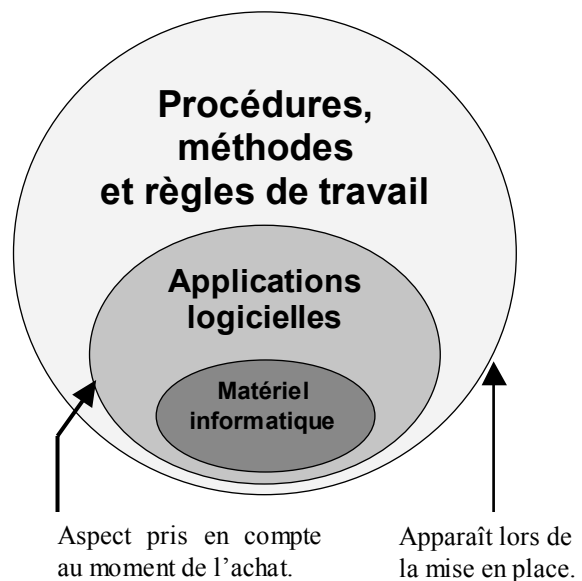 Procédures,
méthodes
et règles de travail
Applications
logicielles
Matériel
informatique
Aspect pris en compte
au moment de l'achat.
Apparaît lors de
la mise en place.